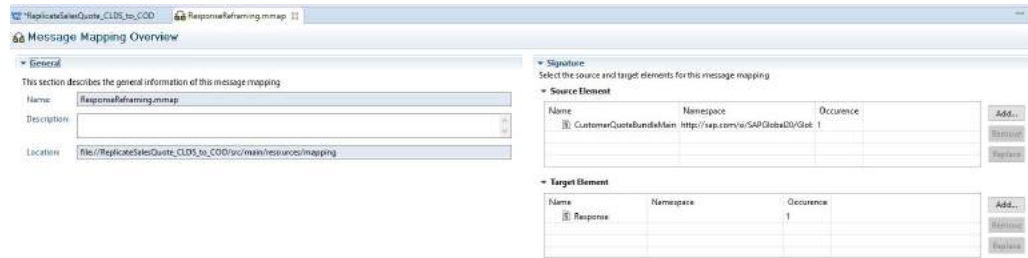 *ReplicateSalesQuote_CLDS_to_COD
ResponseReframing.mmap
Message Mapping Overview
General
This section describes the general information of this message mapping
Name:
ResponseReframing.mmap
Description:
Location:
file://ReplicateSalesQuote_CLDS_to_COD/src/main/resources/mapping
Signature
Select the source and target elements for this message mapping
Source Element
Name Namespace Occurence
CustomerQuoteBundleMain http://sap.com/xi/SAPGlobal20/Glob 1
Add...
Remove
Replace
Target Element
Name Namespace Occurence
Response 1
Add...
Remove
Replace